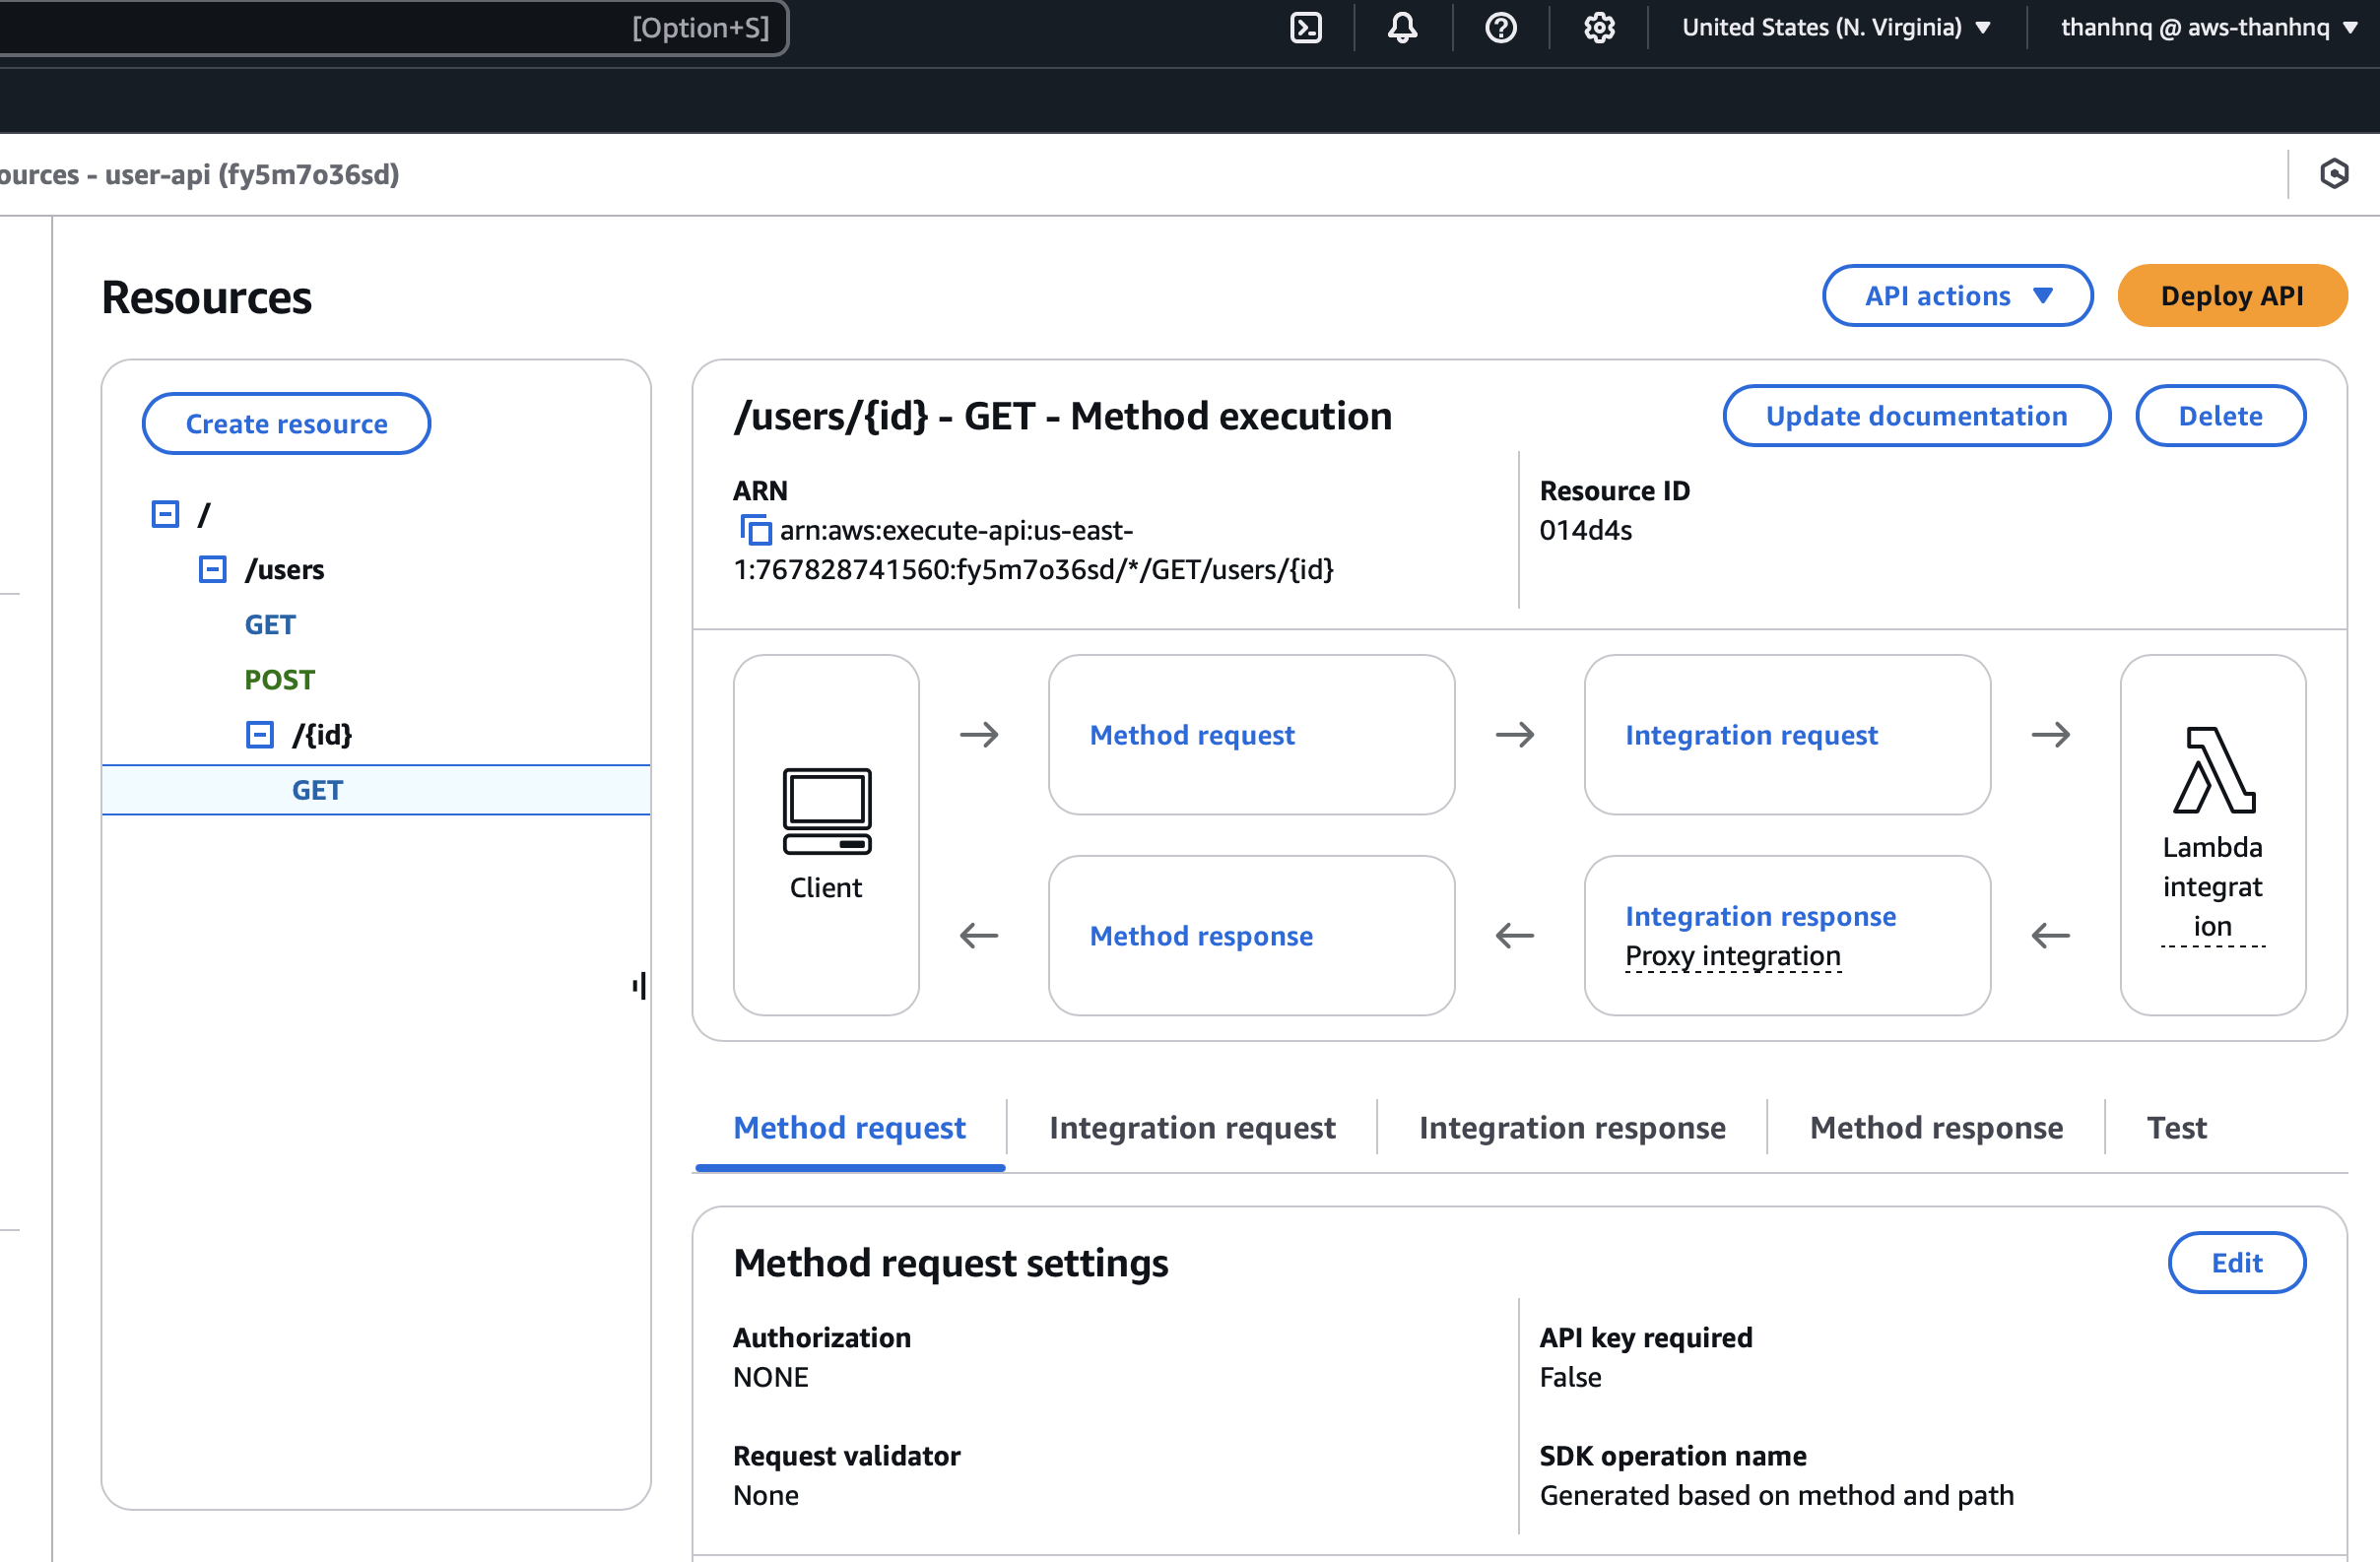 [Option+S]
United States (N. Virginia)
thanhnq @ aws-thanhnq
ources - user-api (fy5m7o36sd)
Resources
API actions
Deploy API
Create resource
/
/users
GET
POST
/{id}
GET
/users/{id} - GET - Method execution
Update documentation
Delete
ARN
arn:aws:execute-api:us-east-
1:767828741560:fy5m7o36sd/*/GET/users/{id}
Resource ID
014d4s
Client
Method request
Integration request
Method response
Integration response
Proxy integration
Lambda
integrat
ion
Method request
Integration request
Integration response
Method response
Test
Method request settings
Edit
Authorization
NONE
API key required
False
Request validator
None
SDK operation name
Generated based on method and path